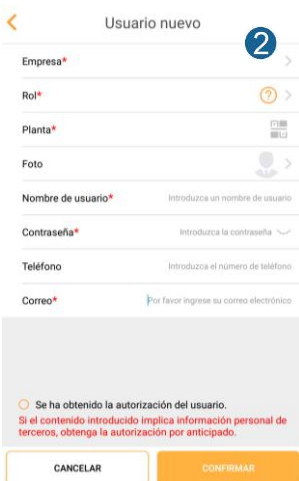 Usuario nuevo
2
Empresa*
Rol* ?
Planta*
Foto
Nombre de usuario* Introduzca un nombre de usuario
Contraseña* Introduzca la contraseña
Teléfono Introduzca el número de teléfono
Correo* Por favor ingrese su correo electrónico
Se ha obtenido la autorización del usuario.
Si el contenido introducido implica información personal de
terceros, obtenga la autorización por anticipado.
CANCELAR CONFIRMAR